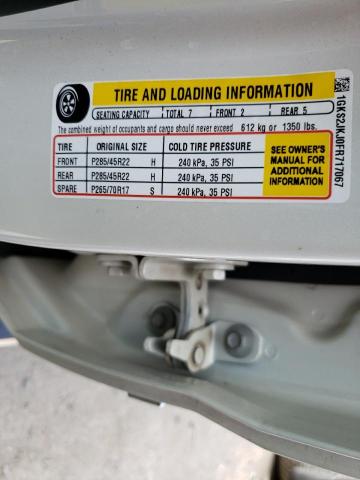 TIRE AND LOADING INFORMATION
SEATING CAPACITY TOTAL 7 FRONT 2 REAR 5
The combined weight of occupants and cargo should never exceed 612 kg or 1350 lbs.
TIRE ORIGINAL SIZE COLD TIRE PRESSURE
FRONT P285/45R22 H 240 kPa, 35 PSI
REAR P285/45R22 H 240 kPa, 35 PSI
SPARE P265/70R17 S 240 kPa, 35 PSI
SEE OWNER'S
MANUAL FOR
ADDITIONAL
INFORMATION
1GKS2JKJ0FR717067